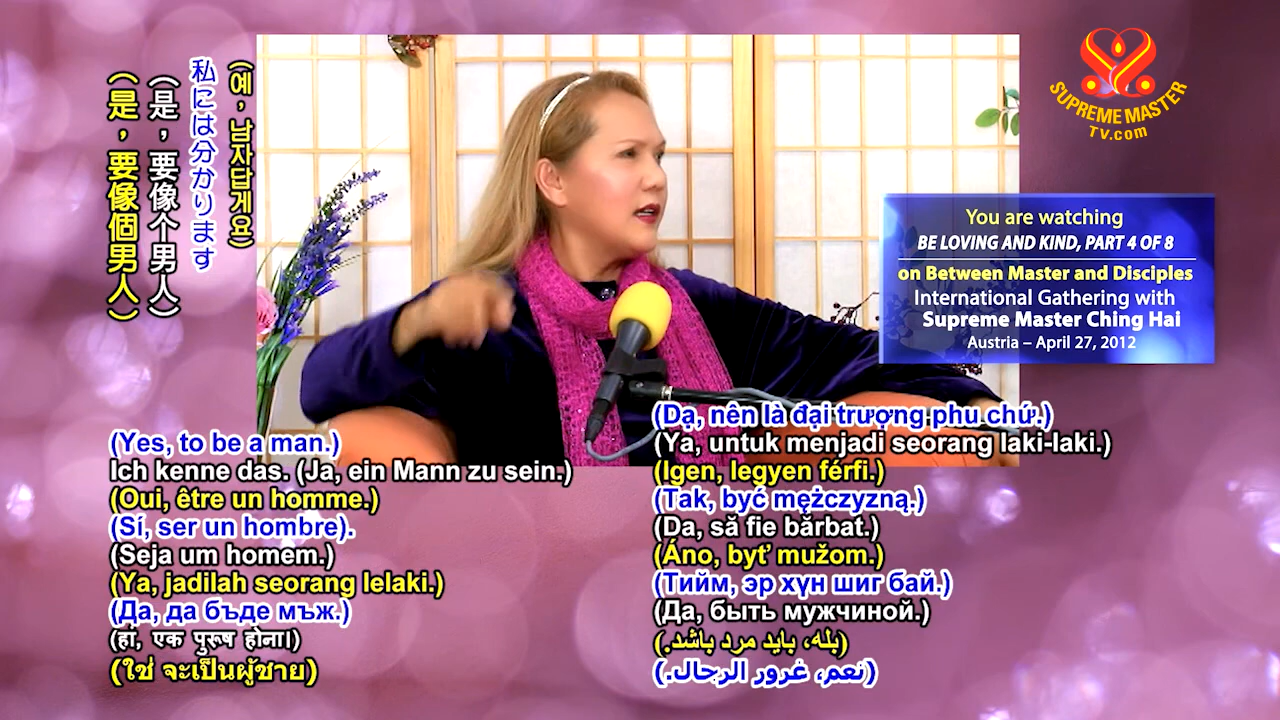 (예, 남자답게요)
私には分かります
(是，要像个男人)
(是，要像個男人)
SUPREME MASTER
TV.com
You are watching
BE LOVING AND KIND, PART 4 OF 8
on Between Master and Disciples
International Gathering with
Supreme Master Ching Hai
Austria – April 27, 2012
(Yes, to be a man.)
Ich kenne das. (Ja, ein Mann zu sein.)
(Oui, être un homme.)
(Sí, ser un hombre).
(Seja um homem.)
(Ya, jadilah seorang lelaki.)
(Да, да бъде мъж.)
(हां, एक पुरूष होना।)
(ใช่ จะเป็นผู้ชาย)
(Dạ, nên là đại trượng phu chứ.)
(Ya, untuk menjadi seorang laki-laki.)
(Igen, legyen férfi.)
(Tak, być mężczyzną.)
(Da, să fie bărbat.)
(Áno, byť mužom.)
(Тийм, эр хүн шиг бай.)
(Да, быть мужчиной.)
(بله، باید مرد باشد.)
(نعم، غرور الرجال.)